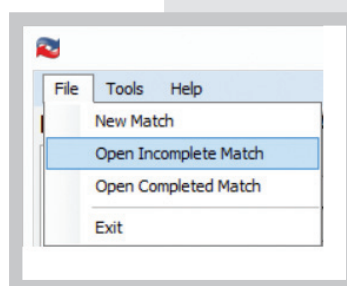 File Tools Help
New Match
Open Incomplete Match
Open Completed Match
Exit